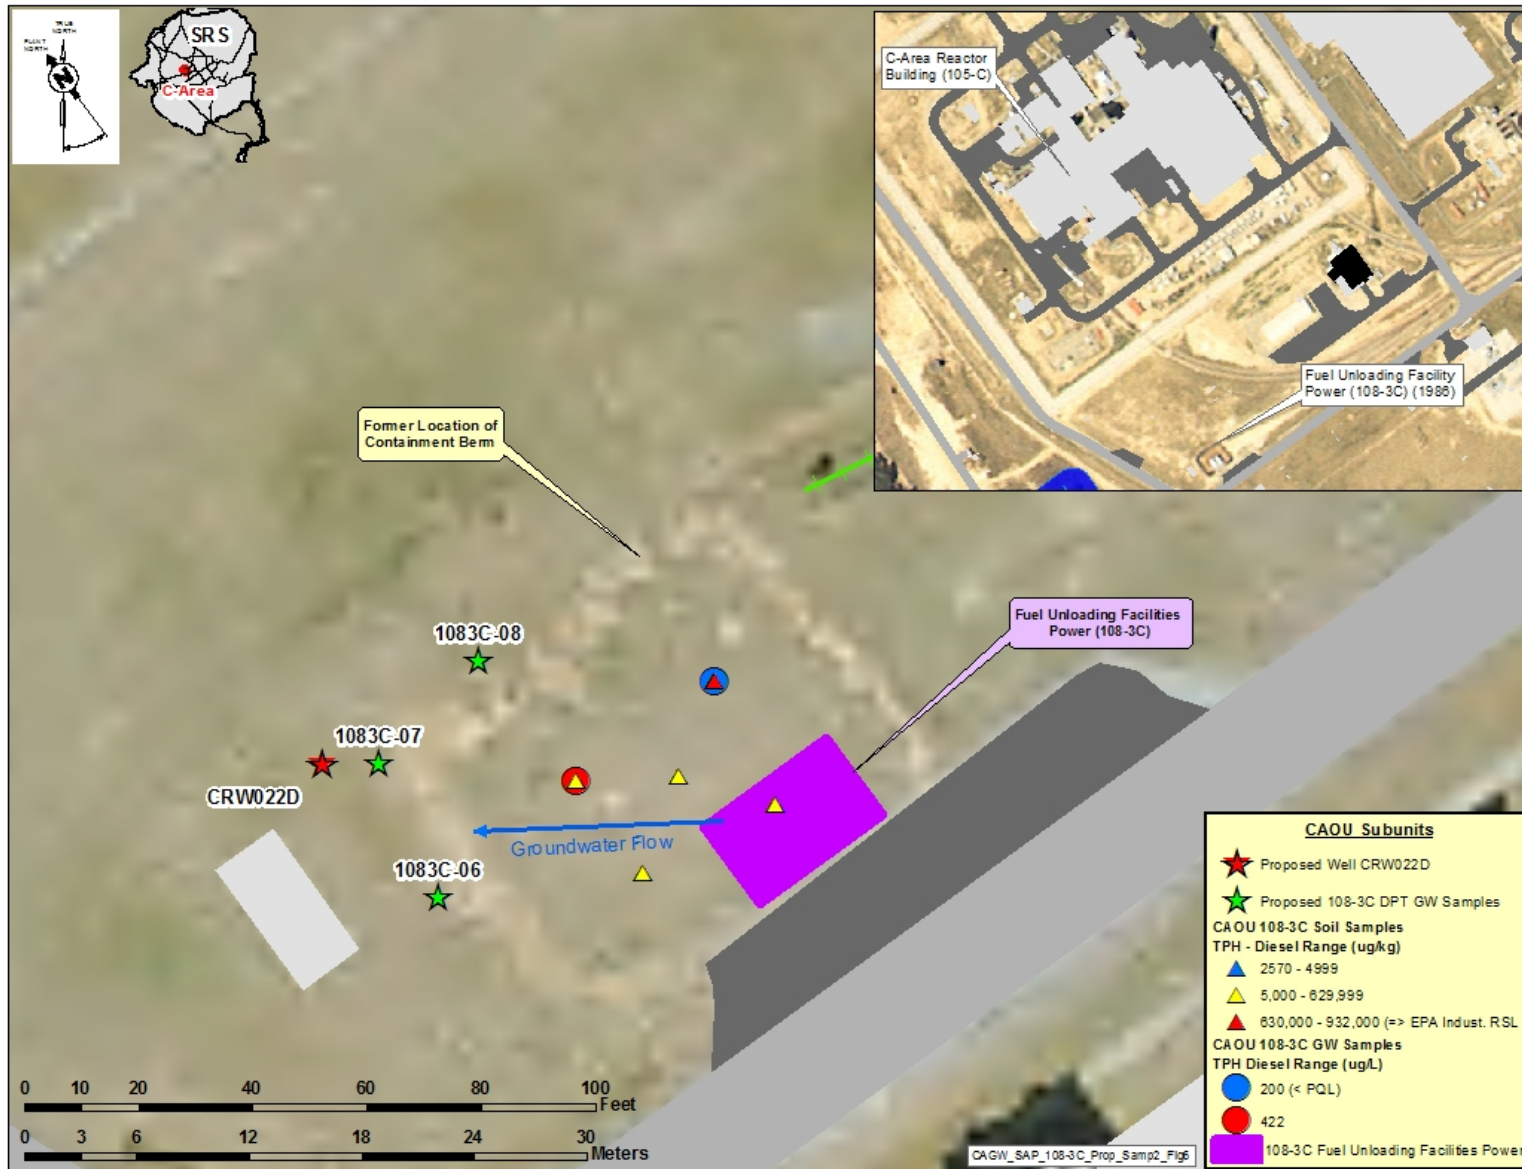 TRUE
NORTH
PLANT
NORTH
N
SRS
C-Area
C-Area Reactor
Building (105-C)
Fuel Unloading Facility
Power (108-3C) (1986)
Former Location of
Containment Berm
Fuel Unloading Facilities
Power (108-3C)
1083C-08
1083C-07
CRW022D
Groundwater Flow
1083C-06
CAOU Subunits
Proposed Well CRW022D
Proposed 108-3C DPT GW Samples
CAOU 108-3C Soil Samples
TPH - Diesel Range (ug/kg)
2570 - 4999
5,000 - 629,999
630,000 - 932,000 (=> EPA Indust. RSL
CAOU 108-3C GW Samples
TPH Diesel Range (ug/L)
200 (< PQL)
422
108-3C Fuel Unloading Facilities Power
0 10 20 40 60 80 100
Feet
0 3 6 12 18 24 30
Meters
CAGW_SAP_108-3C_Prop_Samp2_Fig6